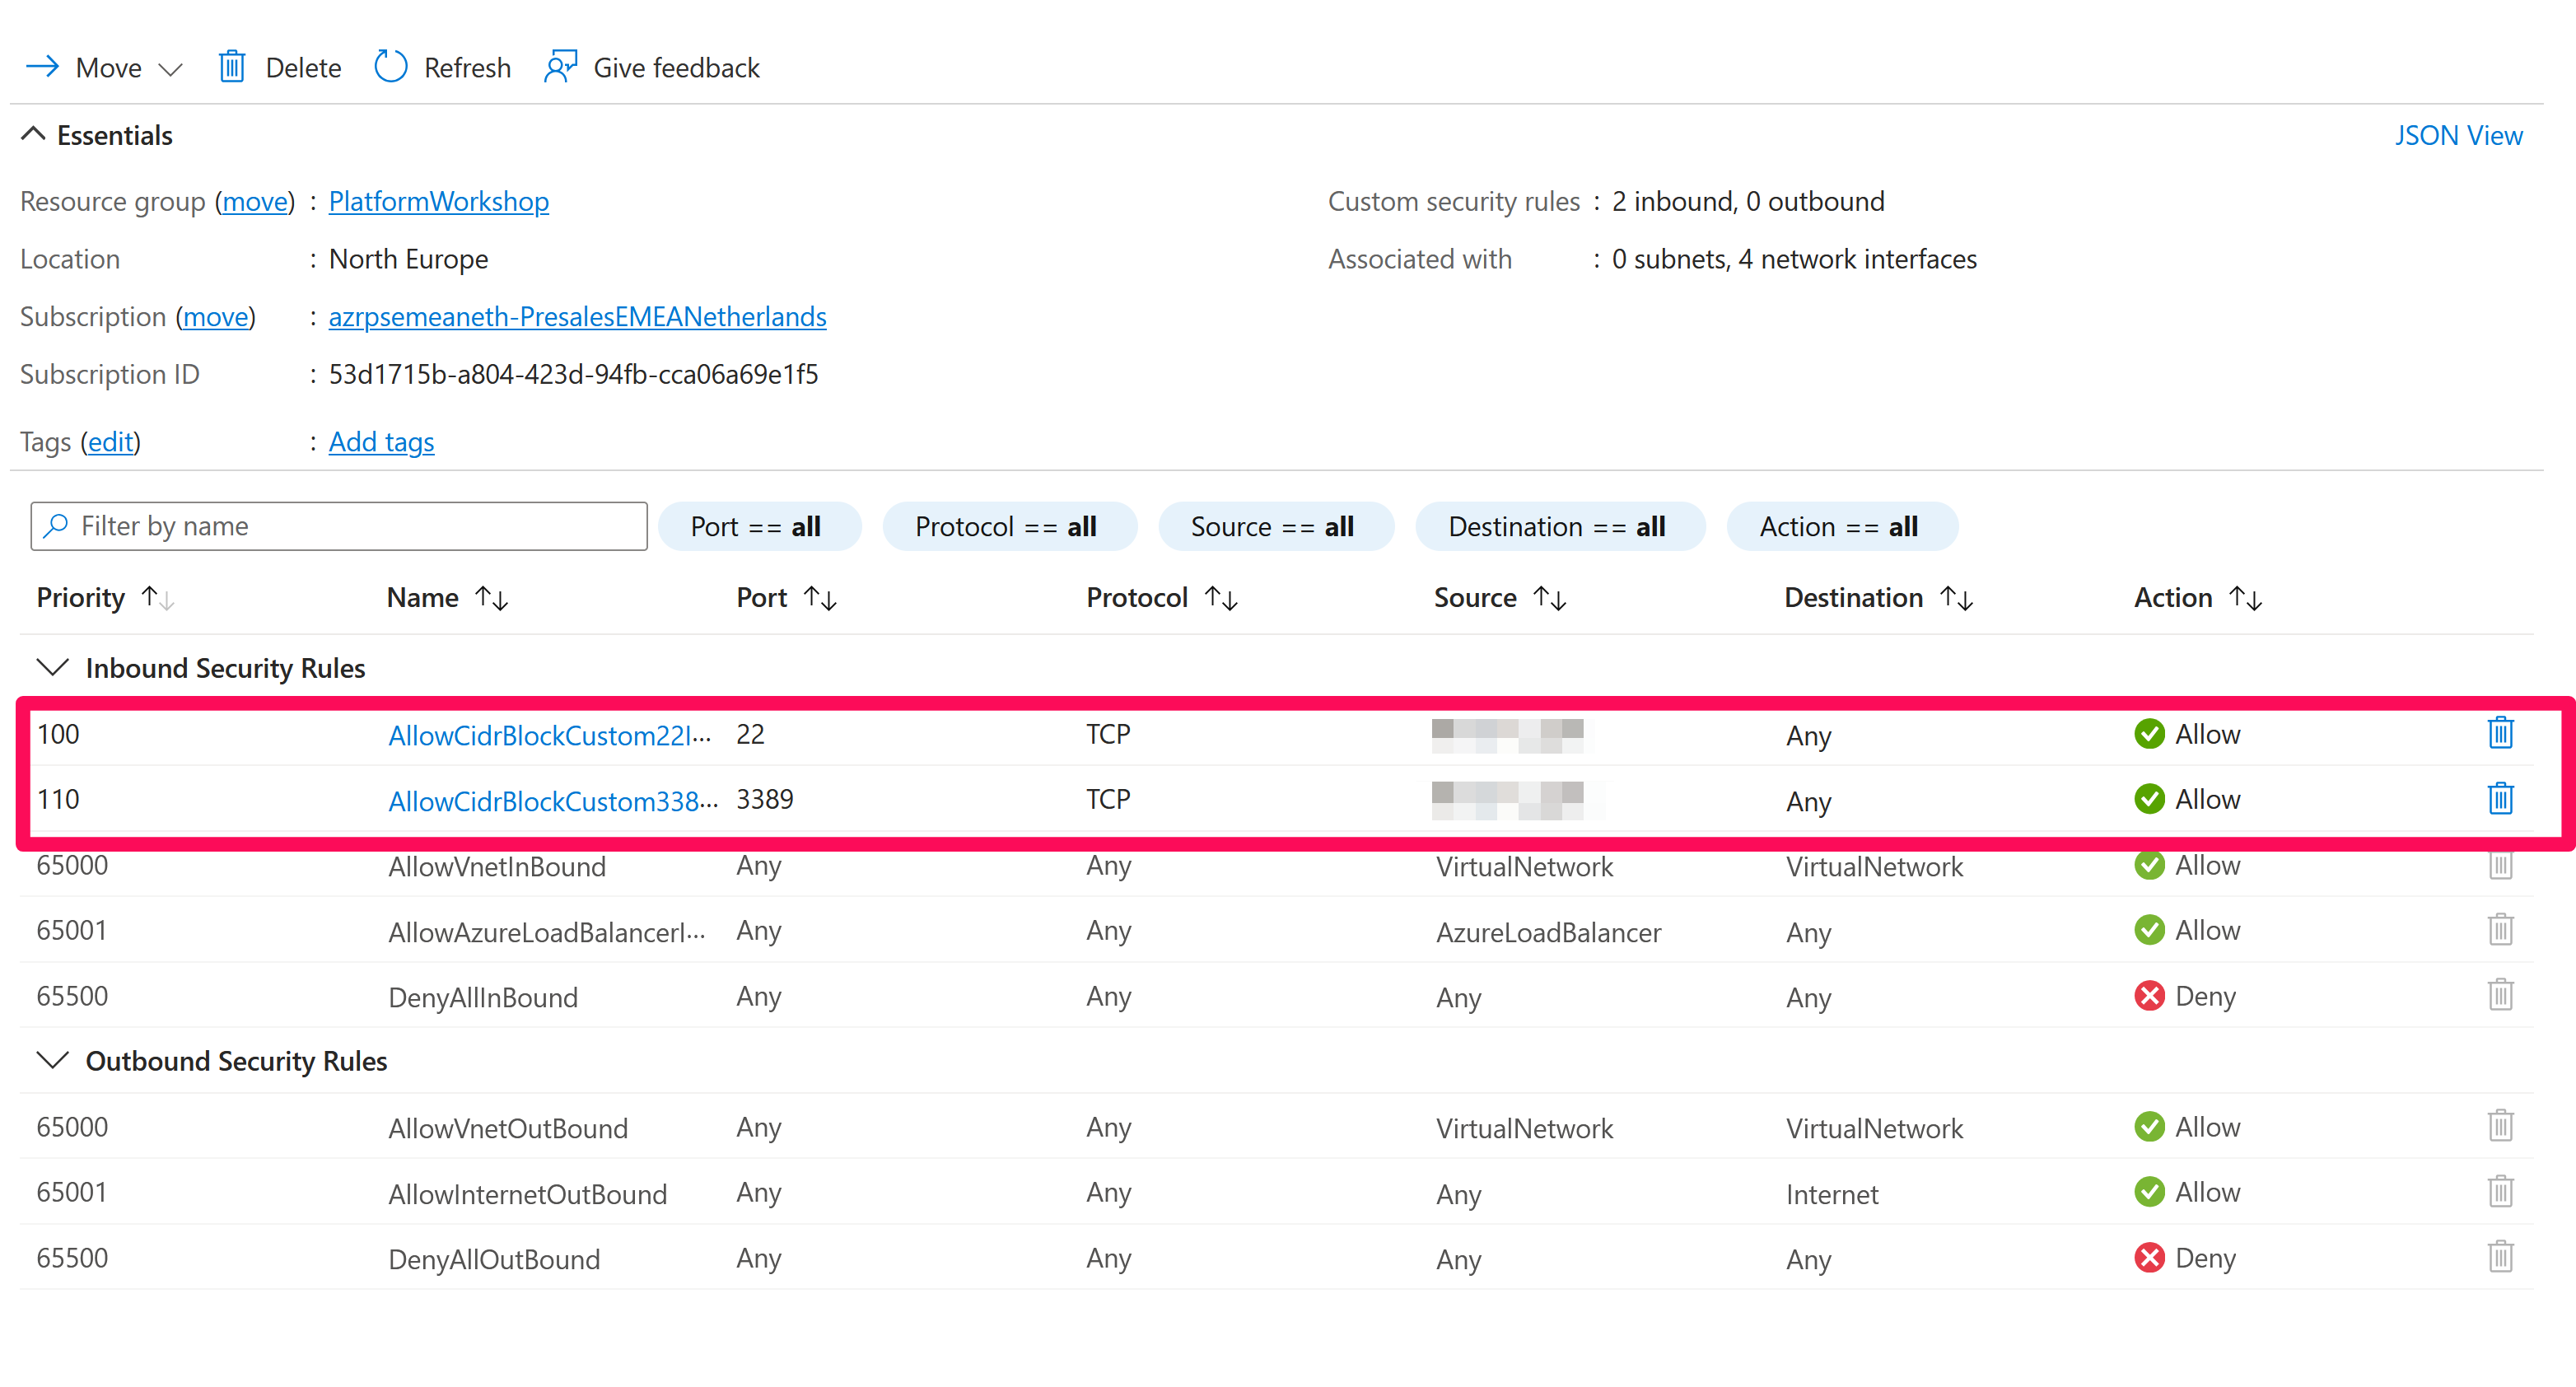 Move Delete Refresh Give feedback
Essentials JSON View
Resource group (move) : PlatformWorkshop Custom security rules : 2 inbound, 0 outbound
Location : North Europe Associated with : 0 subnets, 4 network interfaces
Subscription (move) : azrpsemeaneth-PresalesEMEANetherlands
Subscription ID : 53d1715b-a804-423d-94fb-cca06a69e1f5
Tags (edit) : Add tags
Filter by name Port == all Protocol == all Source == all Destination == all Action == all
Priority Name Port Protocol Source Destination Action
Inbound Security Rules
100 AllowCidrBlockCustom22I... 22 TCP Any Allow
110 AllowCidrBlockCustom338... 3389 TCP Any Allow
65000 AllowVnetInBound Any Any VirtualNetwork VirtualNetwork Allow
65001 AllowAzureLoadBalancerI... Any Any AzureLoadBalancer Any Allow
65500 DenyAllInBound Any Any Any Any Deny
Outbound Security Rules
65000 AllowVnetOutBound Any Any VirtualNetwork VirtualNetwork Allow
65001 AllowInternetOutBound Any Any Any Internet Allow
65500 DenyAllOutBound Any Any Any Any Deny